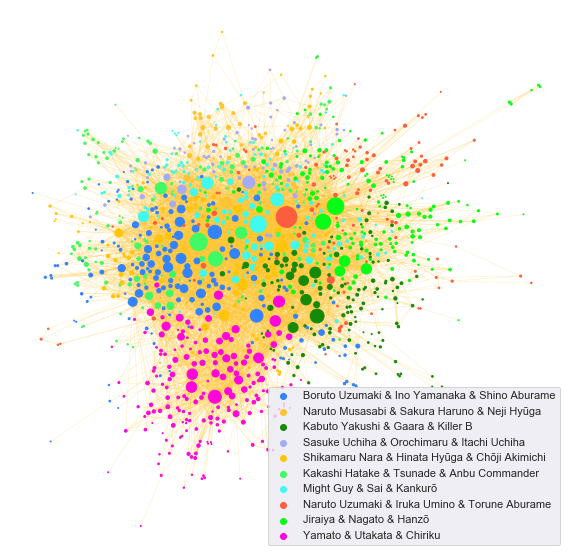 Boruto Uzumaki & Ino Yamanaka & Shino Aburame
Naruto Musasabi & Sakura Haruno & Neji Hyūga
Kabuto Yakushi & Gaara & Killer B
Sasuke Uchiha & Orochimaru & Itachi Uchiha
Shikamaru Nara & Hinata Hyūga & Chōji Akimichi
Kakashi Hatake & Tsunade & Anbu Commander
Might Guy & Sai & Kankurō
Naruto Uzumaki & Iruka Umino & Torune Aburame
Jiraiya & Nagato & Hanzō
Yamato & Utakata & Chiriku